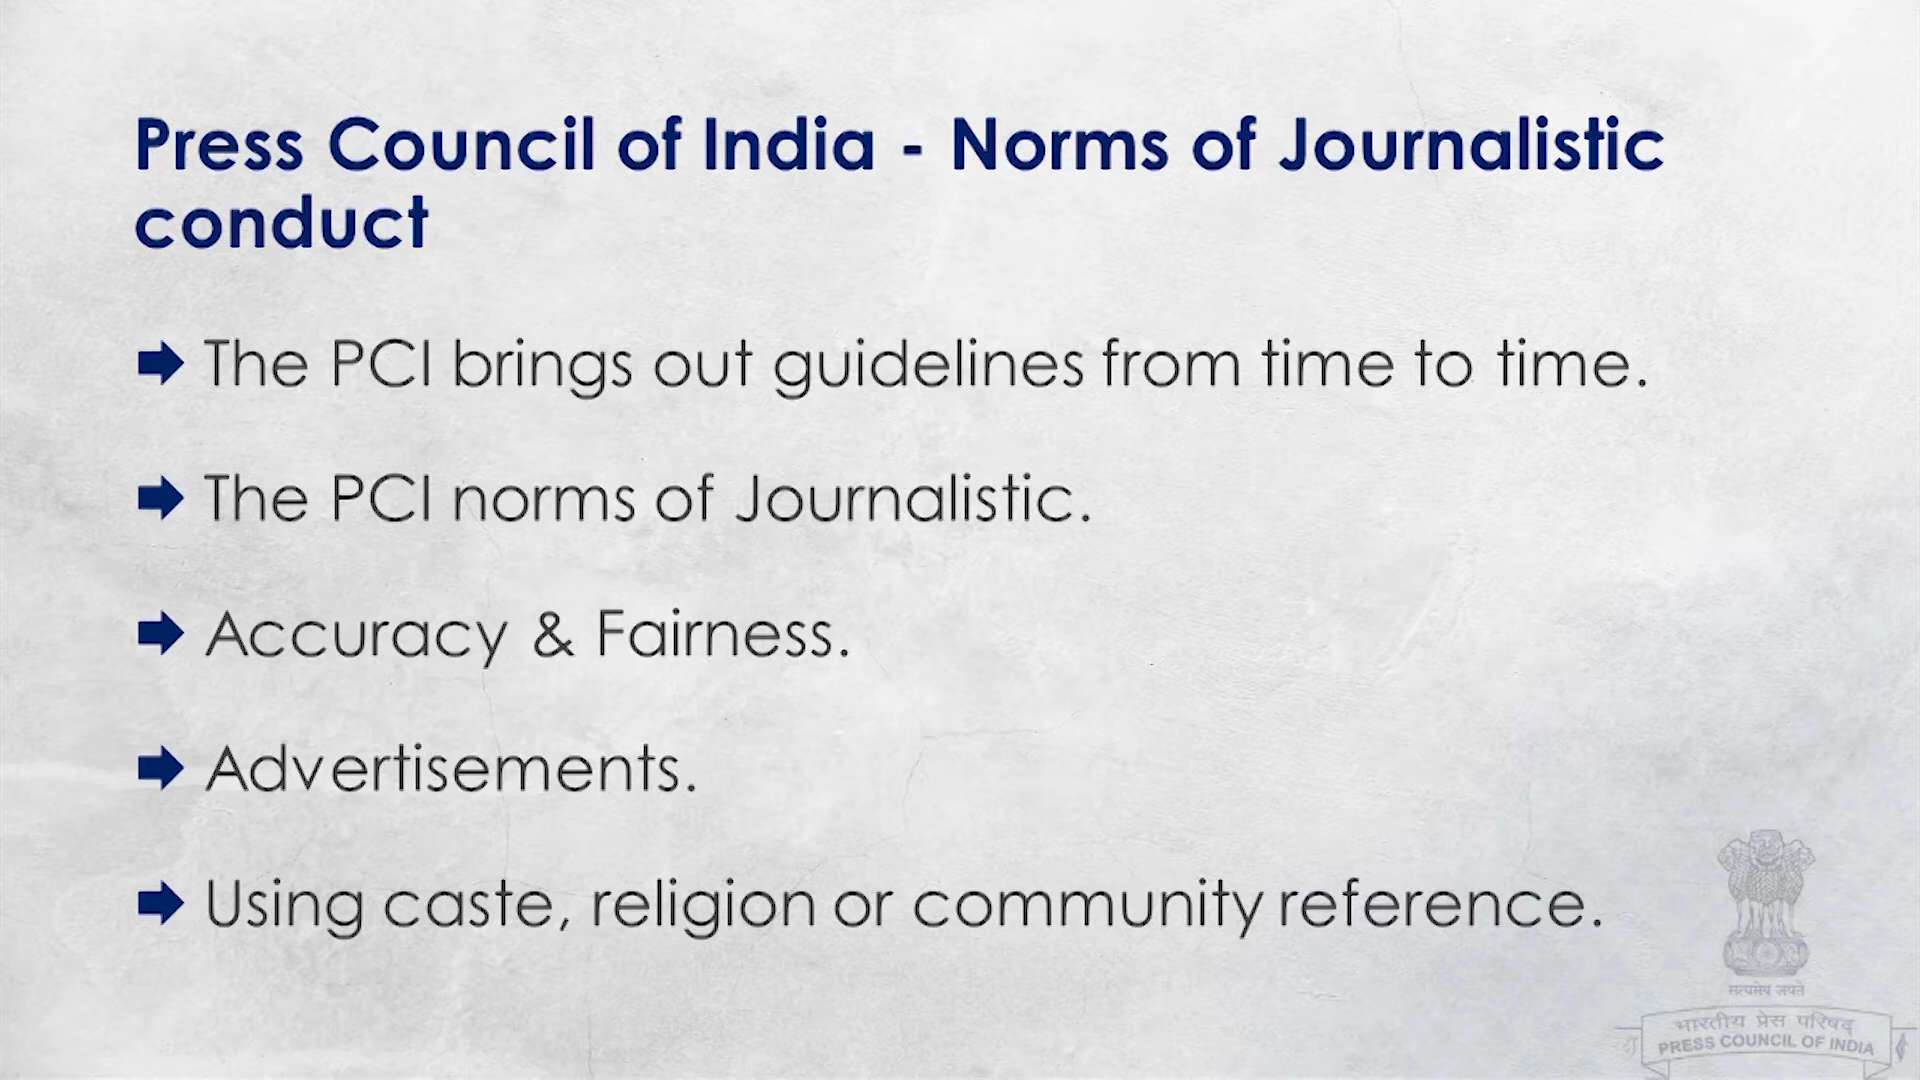 Press Council of India - Norms of Journalistic
conduct
The PCI brings out guidelines from time to time.
The PCI norms of Journalistic.
Accuracy & Fairness.
Advertisements.
Using caste, religion or community reference.
सत्यमेव जयते
भारतीय प्रेस परिषद्
PRESS COUNCIL OF INDIA